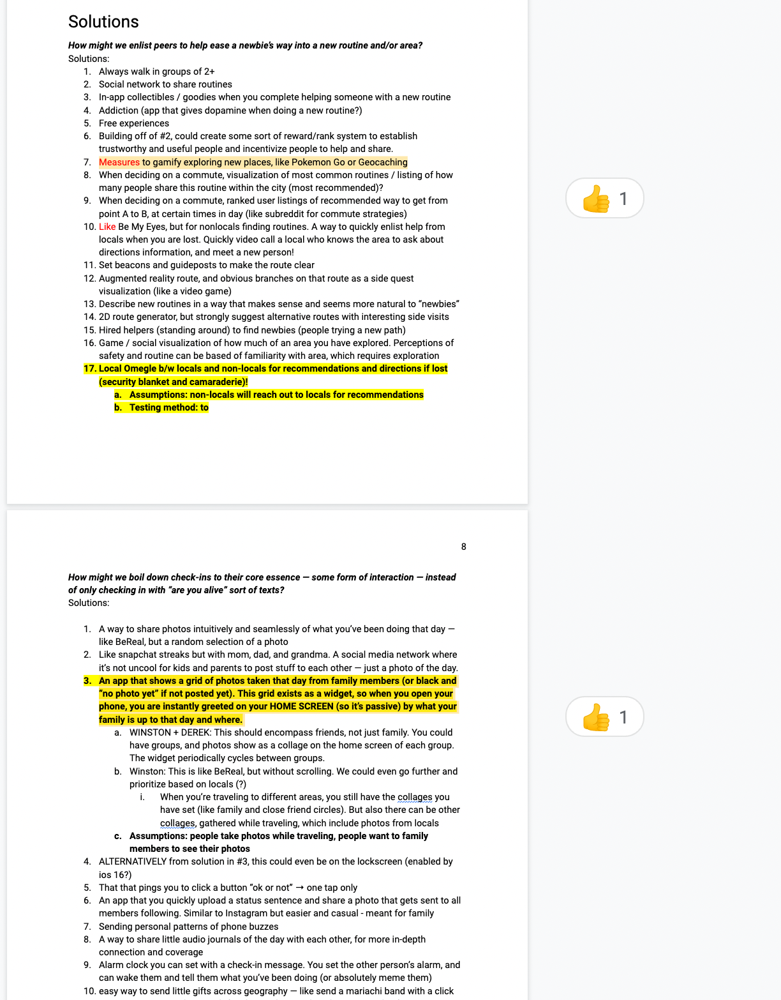 Solutions
How might we enlist peers to help ease a newbie’s way into a new routine and/or area?
Solutions:
1. Always walk in groups of 2+
2. Social network to share routines
3. In-app collectibles / goodies when you complete helping someone with a new routine
4. Addiction (app that gives dopamine when doing a new routine?)
5. Free experiences
6. Building off of #2, could create some sort of reward/rank system to establish
trustworthy and useful people and incentivize people to help and share.
7. Measures to gamify exploring new places, like Pokemon Go or Geocaching
8. When deciding on a commute, visualization of most common routines / listing of how
many people share this routine within the city (most recommended)?
9. When deciding on a commute, ranked user listings of recommended way to get from
point A to B, at certain times in day (like subreddit for commute strategies)
10. Like Be My Eyes, but for nonlocals finding routines. A way to quickly enlist help from
locals when you are lost. Quickly video call a local who knows the area to ask about
directions information, and meet a new person!
11. Set beacons and guideposts to make the route clear
12. Augmented reality route, and obvious branches on that route as a side quest
visualization (like a video game)
13. Describe new routines in a way that makes sense and seems more natural to “newbies”
14. 2D route generator, but strongly suggest alternative routes with interesting side visits
15. Hired helpers (standing around) to find newbies (people trying a new path)
16. Game / social visualization of how much of an area you have explored. Perceptions of
safety and routine can be based of familiarity with area, which requires exploration
17. Local Omegle b/w locals and non-locals for recommendations and directions if lost
(security blanket and camaraderie)!
a. Assumptions: non-locals will reach out to locals for recommendations
b. Testing method: to
1
8
How might we boil down check-ins to their core essence — some form of interaction — instead
of only checking in with “are you alive” sort of texts?
Solutions:
1. A way to share photos intuitively and seamlessly of what you’ve been doing that day —
like BeReal, but a random selection of a photo
2. Like snapchat streaks but with mom, dad, and grandma. A social media network where
it’s not uncool for kids and parents to post stuff to each other — just a photo of the day.
3. An app that shows a grid of photos taken that day from family members (or black and
“no photo yet” if not posted yet). This grid exists as a widget, so when you open your
phone, you are instantly greeted on your HOME SCREEN (so it’s passive) by what your
family is up to that day and where.
a. WINSTON + DEREK: This should encompass friends, not just family. You could
have groups, and photos show as a collage on the home screen of each group.
The widget periodically cycles between groups.
b. Winston: This is like BeReal, but without scrolling. We could even go further and
prioritize based on locals (?)
i. When you’re traveling to different areas, you still have the collages you
have set (like family and close friend circles). But also there can be other
collages, gathered while traveling, which include photos from locals
c. Assumptions: people take photos while traveling, people want to family
members to see their photos
1
4. ALTERNATIVELY from solution in #3, this could even be on the lockscreen (enabled by
ios 16?)
5. That that pings you to click a button “ok or not” → one tap only
6. An app that you quickly upload a status sentence and share a photo that gets sent to all
members following. Similar to Instagram but easier and casual - meant for family
7. Sending personal patterns of phone buzzes
8. A way to share little audio journals of the day with each other, for more in-depth
connection and coverage
9. Alarm clock you can set with a check-in message. You set the other person’s alarm, and
can wake them and tell them what you’ve been doing (or absolutely meme them)
10. easy way to send little gifts across geography — like send a mariachi band with a click